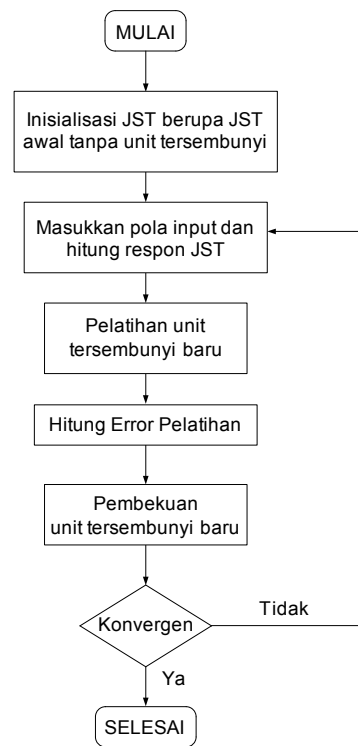 MULAI
Inisialisasi JST berupa JST
awal tanpa unit tersembunyi
Masukkan pola input dan
hitung respon JST
Pelatihan unit
tersembunyi baru
Hitung Error Pelatihan
Pembekuan
unit tersembunyi baru
Konvergen
Tidak
Ya
SELESAI